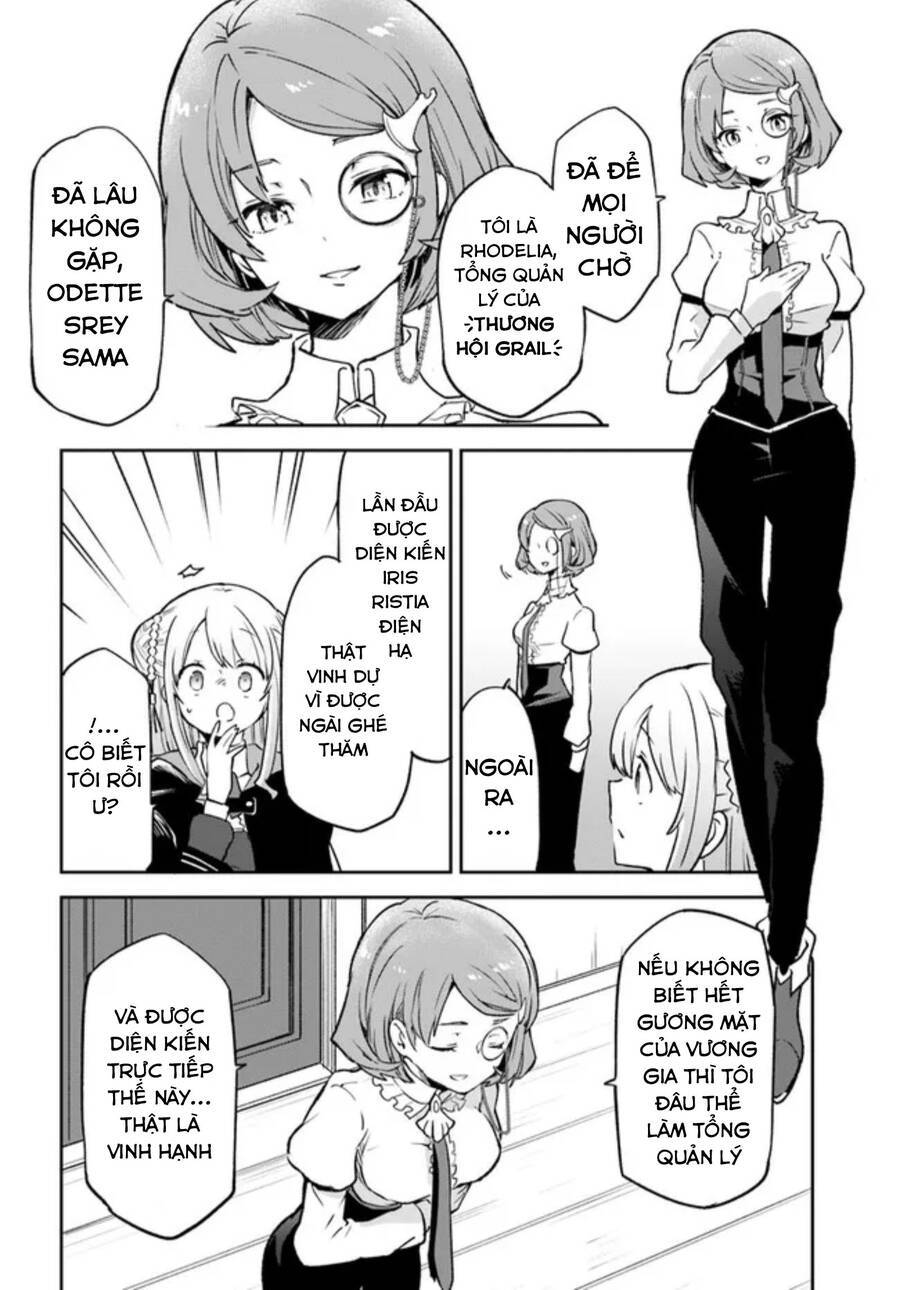 ĐÃ ĐỂ
MỌI
NGƯỜI
CHỜ
TÔI LÀ
RHODELIA,
TỔNG QUẢN
LÝ CỦA
THƯƠNG
HỘI GRAIL
ĐÃ LÂU
KHÔNG
GẶP,
ODETTE
SREY
SAMA
NGOÀI
RA
...
LẦN ĐẦU
ĐƯỢC
DIỆN KIẾN
IRIS
RISTIA
ĐIỆN
HẠ
THẬT
VINH DỰ
VÌ ĐƯỢC
NGÀI GHÉ
THĂM
!...
CÔ BIẾT
TÔI RỒI
Ư?
NẾU KHÔNG
BIẾT HẾT
GƯƠNG MẶT
CỦA VƯƠNG
GIA THÌ TÔI
ĐÂU THỂ
LÀM TỔNG
QUẢN LÝ
VÀ ĐƯỢC
DIỆN KIẾN
TRỰC TIẾP
THẾ NÀY...
THẬT LÀ
VINH HẠNH